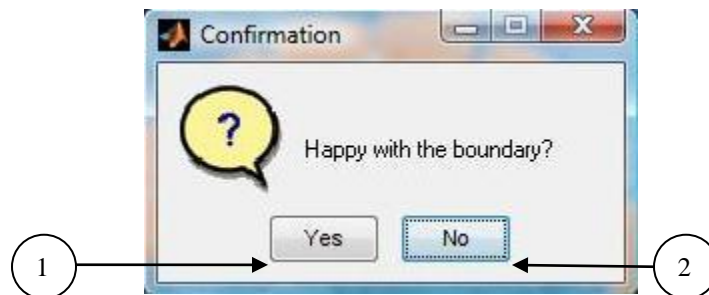 Confirmation
?
Happy with the boundary?
Yes No
1
2